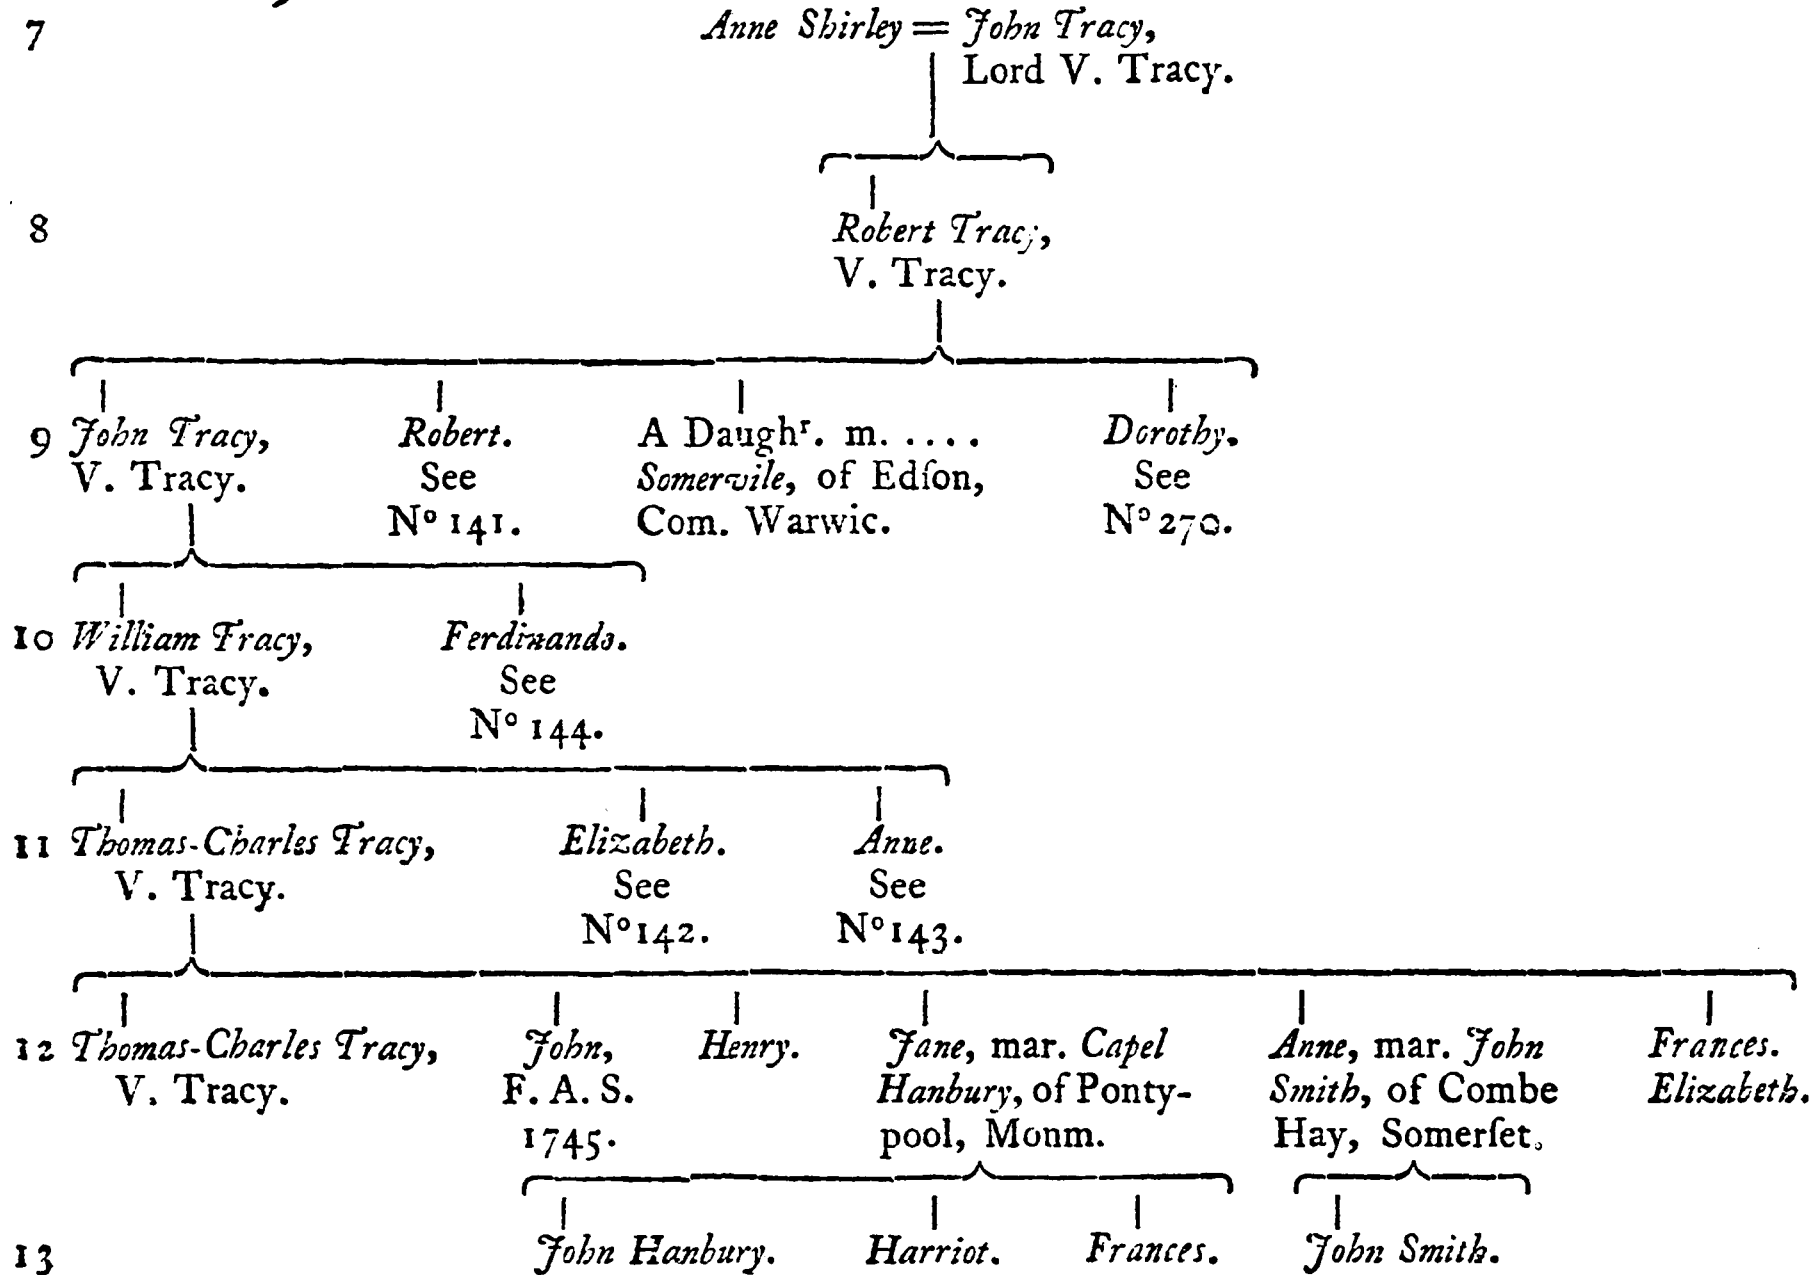 7 Anne Shirley = John Tracy,
Lord V. Tracy.
8 Robert Tracy,
V. Tracy.
9 John Tracy, Robert. A Daughʳ. m. .... Dorothy.
V. Tracy. See Somervile, of Edſon, See
Nº 141. Com. Warwic. Nº 270.
10 William Tracy, Ferdinando.
V. Tracy. See
Nº 144.
11 Thomas-Charles Tracy, Elizabeth. Anne.
V. Tracy. See See
Nº 142. Nº 143.
12 Thomas-Charles Tracy, John, Henry. Jane, mar. Capel Anne, mar. John Frances.
V. Tracy. F. A. S. Hanbury, of Ponty- Smith, of Combe Elizabeth.
1745. pool, Monm. Hay, Somerſet.
13 John Hanbury. Harriot. Frances. John Smith.